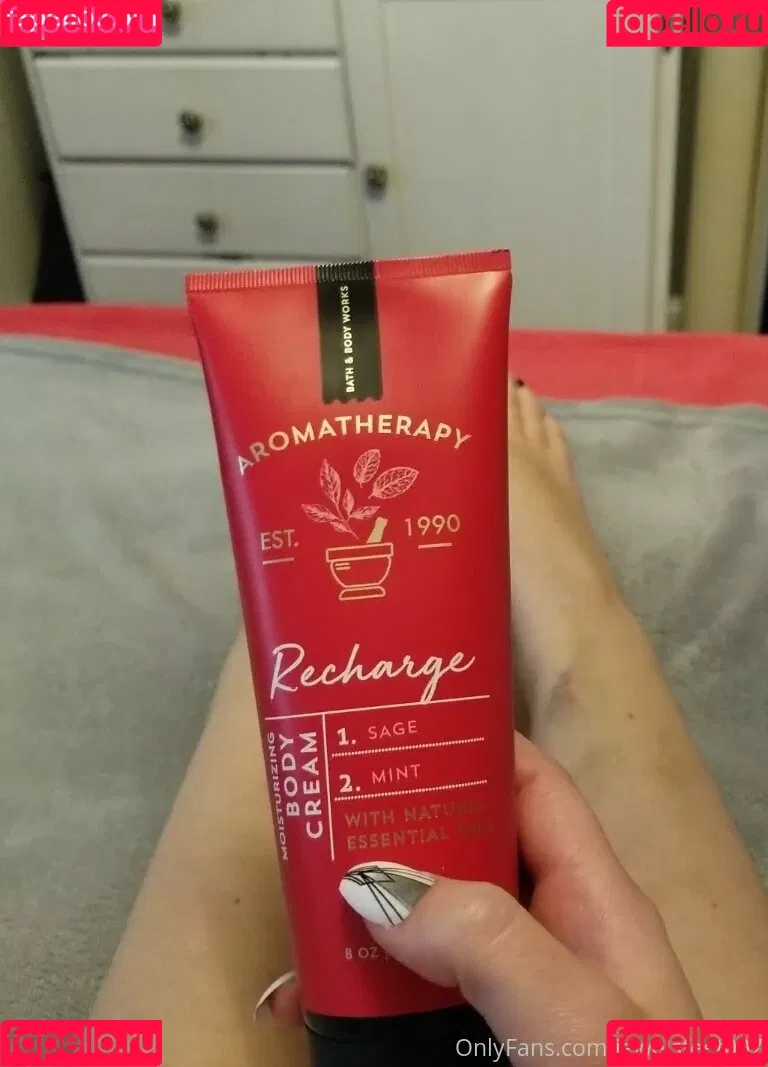 fapello.ru fapello.ru
BATH & BODY WORKS
AROMATHERAPY
EST. 1990
Recharge
MOISTURIZING
BODY
CREAM
1. SAGE
2. MINT
WITH NATURAL
ESSENTIAL
8 OZ
OnlyFans.com
fapello.ru fapello.ru